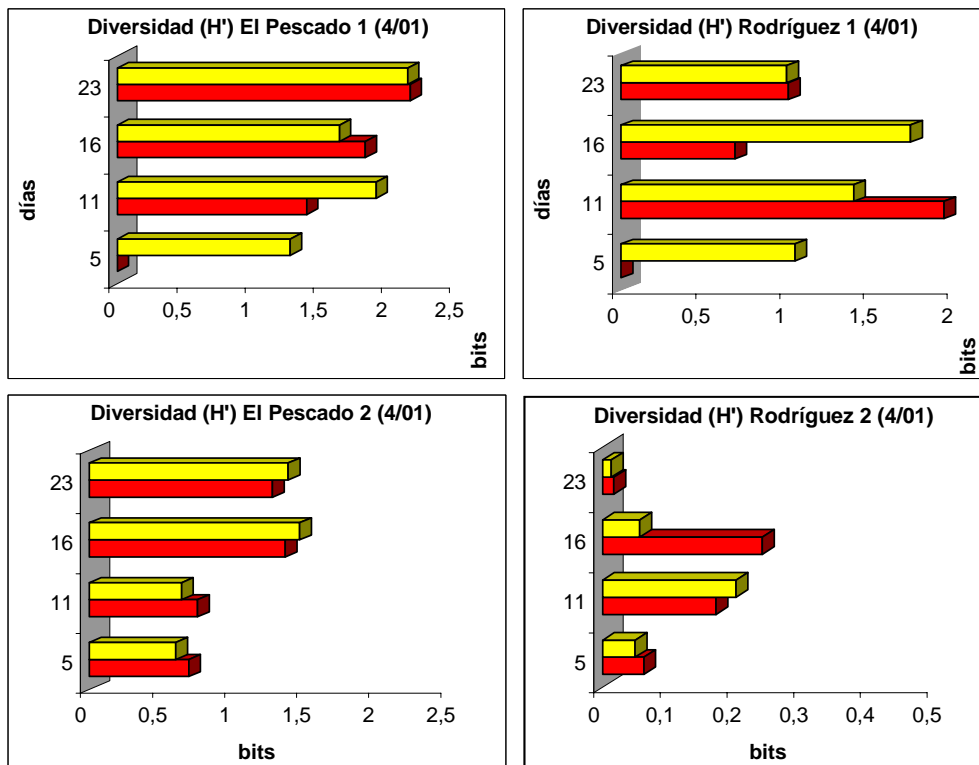 Diversidad (H') El Pescado 1 (4/01)
días
23
16
11
5
0 0,5 1 1,5 2 2,5
bits
Diversidad (H') Rodríguez 1 (4/01)
días
23
16
11
5
0 0,5 1 1,5 2
bits
Diversidad (H') El Pescado 2 (4/01)
23
16
11
5
0 0,5 1 1,5 2 2,5
bits
Diversidad (H') Rodríguez 2 (4/01)
23
16
11
5
0 0,1 0,2 0,3 0,4 0,5
bits